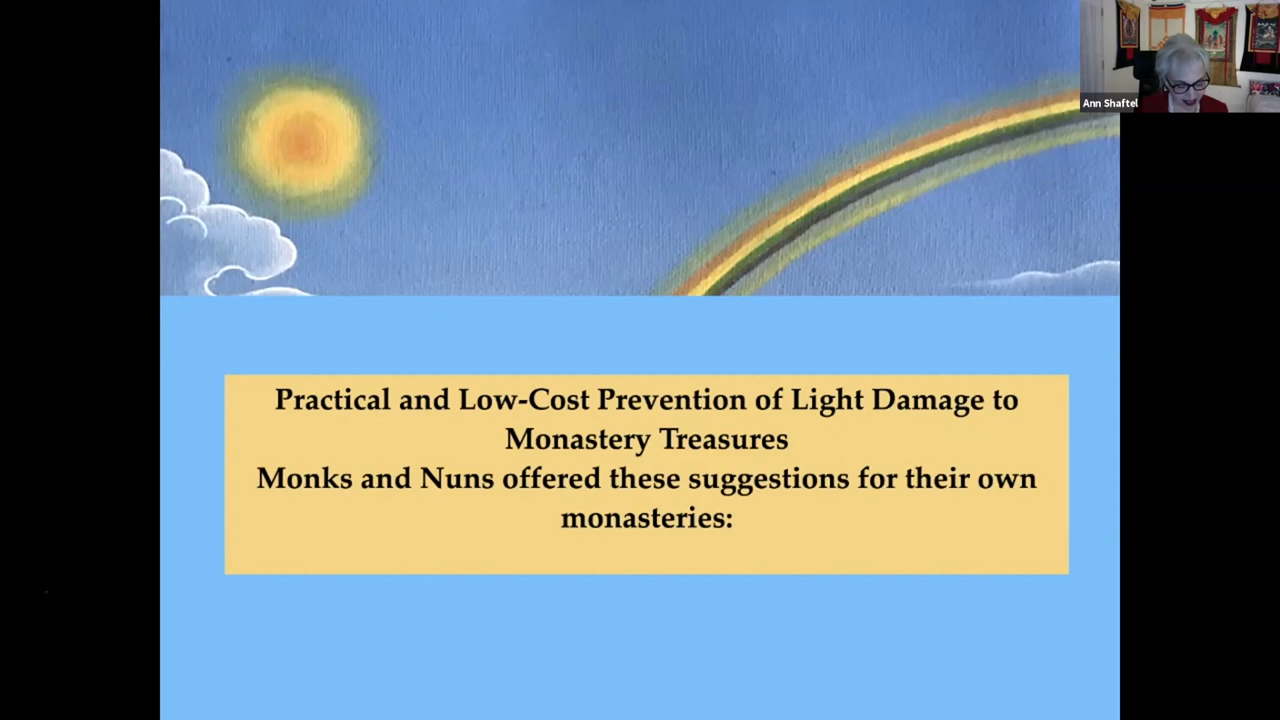 Ann Shaftel
Practical and Low-Cost Prevention of Light Damage to
Monastery Treasures
Monks and Nuns offered these suggestions for their own
monasteries: